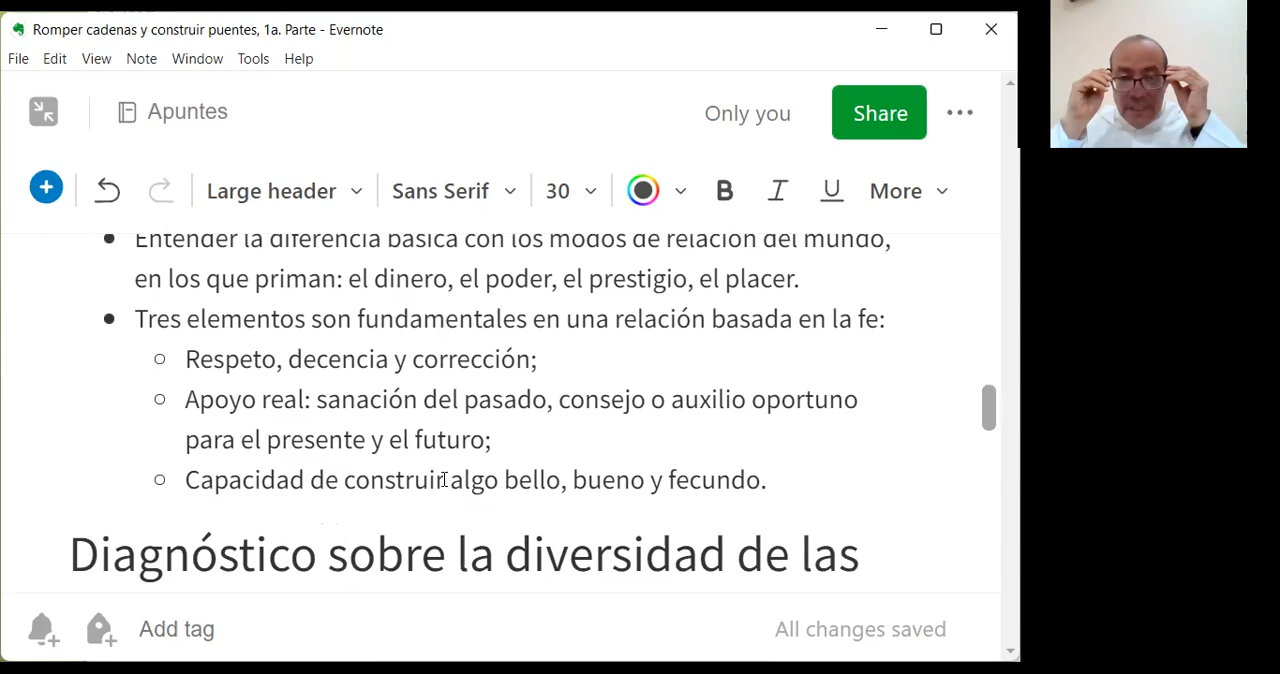 Romper cadenas y construir puentes, 1a. Parte - Evernote
File Edit View Note Window Tools Help
Apuntes
Only you
Share
Large header
Sans Serif
30
B I U
More
Entender la diferencia básica con los modos de relación del mundo,
en los que priman: el dinero, el poder, el prestigio, el placer.
Tres elementos son fundamentales en una relación basada en la fe:
Respeto, decencia y corrección;
Apoyo real: sanación del pasado, consejo o auxilio oportuno
para el presente y el futuro;
Capacidad de construir algo bello, bueno y fecundo.
Diagnóstico sobre la diversidad de las
Add tag
All changes saved